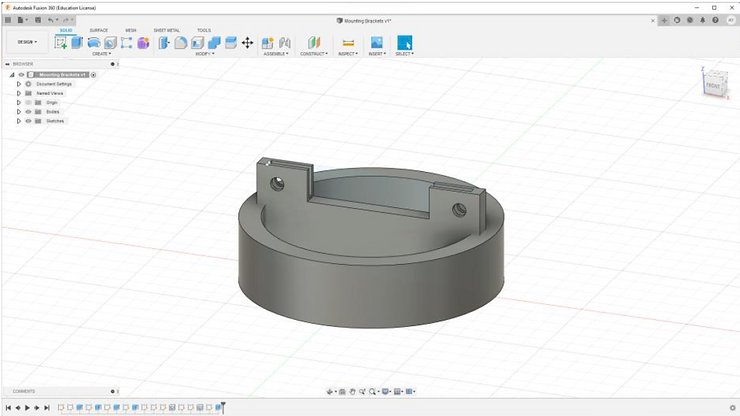 Autodesk Fusion 360 (Education License)
Mounting Brackets v1*
SOLID SURFACE MESH SHEET METAL TOOLS
DESIGN
CREATE MODIFY ASSEMBLE CONSTRUCT INSPECT INSERT SELECT
BROWSER
Mounting Brackets v1
Document Settings
Named Views
Origin
Bodies
Sketches
Z
FRONT
X
COMMENTS